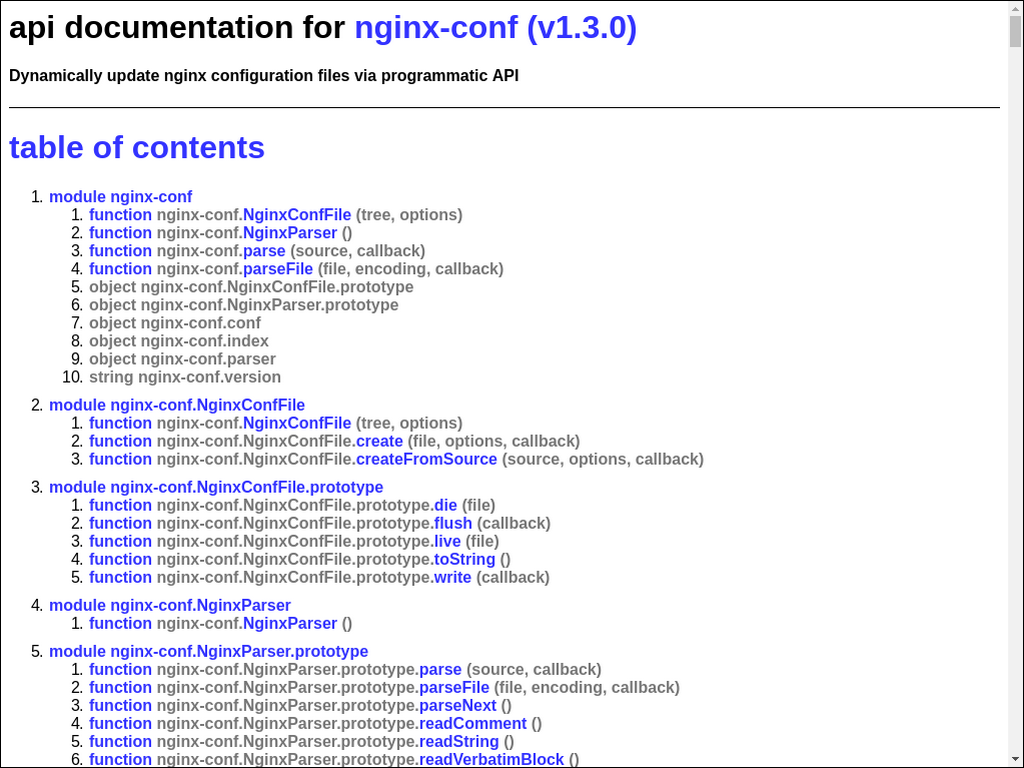 api documentation for nginx-conf (v1.3.0)
Dynamically update nginx configuration files via programmatic API
table of contents
1. module nginx-conf
1. function nginx-conf.NginxConfFile (tree, options)
2. function nginx-conf.NginxParser ()
3. function nginx-conf.parse (source, callback)
4. function nginx-conf.parseFile (file, encoding, callback)
5. object nginx-conf.NginxConfFile.prototype
6. object nginx-conf.NginxParser.prototype
7. object nginx-conf.conf
8. object nginx-conf.index
9. object nginx-conf.parser
10. string nginx-conf.version
2. module nginx-conf.NginxConfFile
1. function nginx-conf.NginxConfFile (tree, options)
2. function nginx-conf.NginxConfFile.create (file, options, callback)
3. function nginx-conf.NginxConfFile.createFromSource (source, options, callback)
3. module nginx-conf.NginxConfFile.prototype
1. function nginx-conf.NginxConfFile.prototype.die (file)
2. function nginx-conf.NginxConfFile.prototype.flush (callback)
3. function nginx-conf.NginxConfFile.prototype.live (file)
4. function nginx-conf.NginxConfFile.prototype.toString ()
5. function nginx-conf.NginxConfFile.prototype.write (callback)
4. module nginx-conf.NginxParser
1. function nginx-conf.NginxParser ()
5. module nginx-conf.NginxParser.prototype
1. function nginx-conf.NginxParser.prototype.parse (source, callback)
2. function nginx-conf.NginxParser.prototype.parseFile (file, encoding, callback)
3. function nginx-conf.NginxParser.prototype.parseNext ()
4. function nginx-conf.NginxParser.prototype.readComment ()
5. function nginx-conf.NginxParser.prototype.readString ()
6. function nginx-conf.NginxParser.prototype.readVerbatimBlock ()